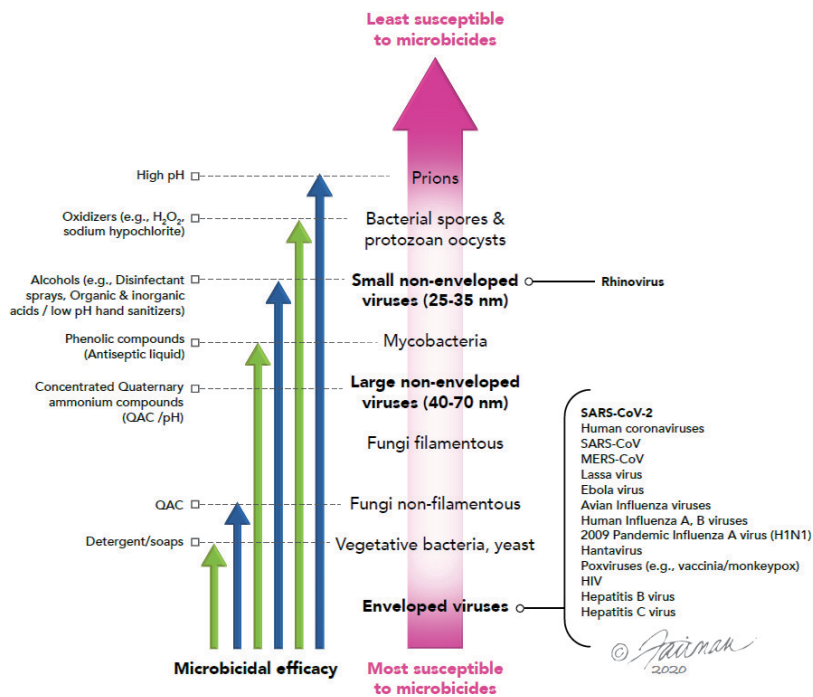 Least susceptible
to microbicides
High pH
Oxidizers (e.g., H₂O₂,
sodium hypochlorite)
Alcohols (e.g., Disinfectant
sprays, Organic & inorganic
acids / low pH hand sanitizers)
Phenolic compounds
(Antiseptic liquid)
Concentrated Quaternary
ammonium compounds
(QAC /pH)
QAC
Detergent/soaps
Microbicidal efficacy
Prions
Bacterial spores &
protozoan oocysts
Small non-enveloped
viruses (25-35 nm)
Mycobacteria
Large non-enveloped
viruses (40-70 nm)
Fungi filamentous
Fungi non-filamentous
Vegetative bacteria, yeast
Enveloped viruses
Most susceptible
to microbicides
Rhinovirus
SARS-CoV-2
Human coronaviruses
SARS-CoV
MERS-CoV
Lassa virus
Ebola virus
Avian Influenza viruses
Human Influenza A, B viruses
2009 Pandemic Influenza A virus (H1N1)
Hantavirus
Poxviruses (e.g., vaccinia/monkeypox)
HIV
Hepatitis B virus
Hepatitis C virus
© Fairman
2020